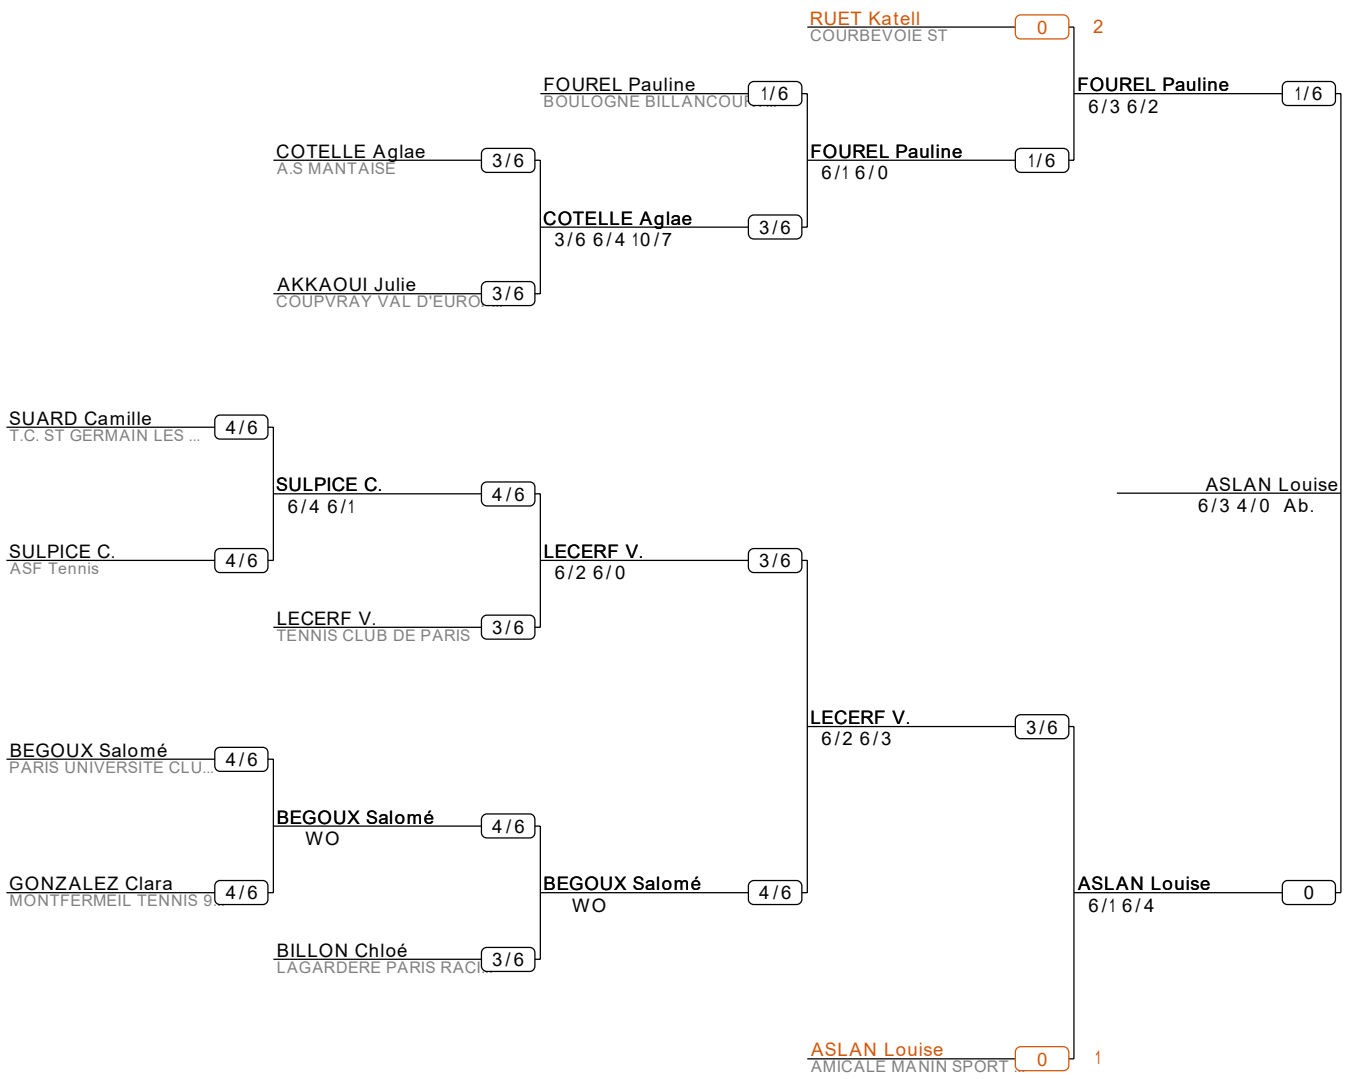 RUET Katell
COURBEVOIE ST
0
2
FOUREL Pauline
BOULOGNE BILLANCOUR...
1/6
FOUREL Pauline
6/3 6/2
1/6
COTELLE Aglae
A.S MANTAISE
3/6
FOUREL Pauline
6/1 6/0
1/6
COTELLE Aglae
3/6 6/4 10/7
3/6
AKKAOUI Julie
COUPVRAY VAL D'EURO...
3/6
SUARD Camille
T.C. ST GERMAIN LES ...
4/6
SULPICE C.
6/4 6/1
4/6
ASLAN Louise
6/3 4/0 Ab.
SULPICE C.
ASF Tennis
4/6
LECERF V.
6/2 6/0
3/6
LECERF V.
TENNIS CLUB DE PARIS
3/6
LECERF V.
6/2 6/3
3/6
BEGOUX Salomé
PARIS UNIVERSITE CLU...
4/6
BEGOUX Salomé
WO
4/6
GONZALEZ Clara
MONTFERMEIL TENNIS 9...
4/6
BEGOUX Salomé
WO
4/6
ASLAN Louise
6/1 6/4
0
BILLON Chloé
LAGARDERE PARIS RACI...
3/6
ASLAN Louise
AMICALE MANIN SPORT ...
0
1